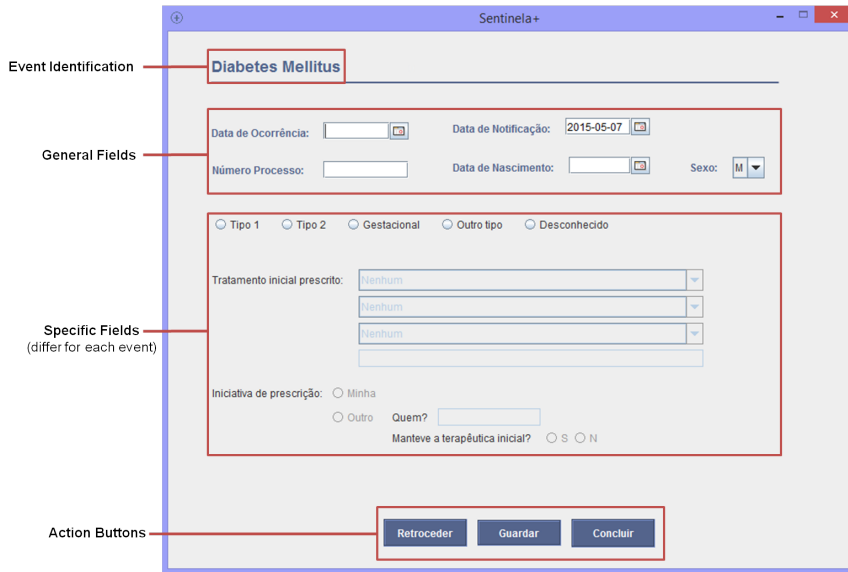 Sentinela+
Event Identification
Diabetes Mellitus
General Fields
Data de Ocorrência:
Data de Notificação: 2015-05-07
Número Processo:
Data de Nascimento:
Sexo: M
Specific Fields
(differ for each event)
Tipo 1 Tipo 2 Gestacional Outro tipo Desconhecido
Tratamento inicial prescrito: Nenhum
Nenhum
Nenhum
Iniciativa de prescrição: Minha
Outro Quem?
Manteve a terapêutica inicial? S N
Action Buttons
Retroceder Guardar Concluir